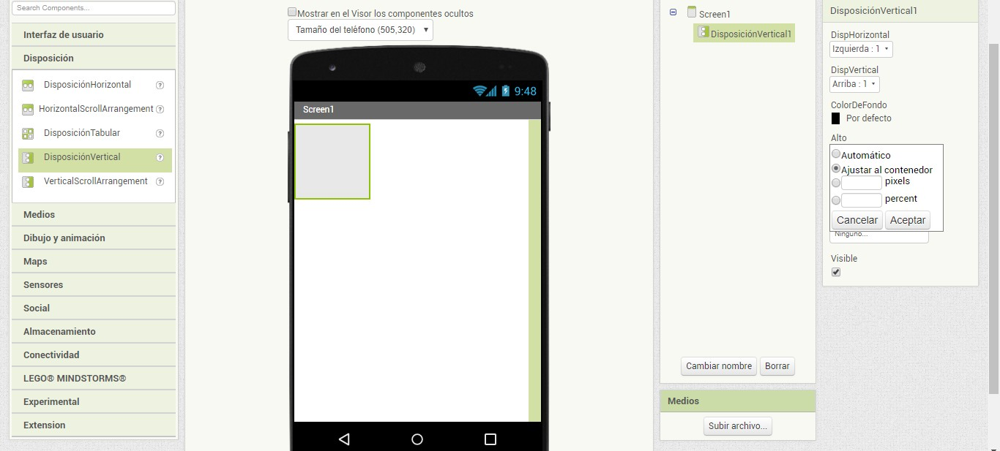 Search Components...
Interfaz de usuario
Disposición
DisposiciónHorizontal ?
HorizontalScrollArrangement ?
DisposiciónTabular ?
DisposiciónVertical ?
VerticalScrollArrangement ?
Medios
Dibujo y animación
Maps
Sensores
Social
Almacenamiento
Conectividad
LEGO® MINDSTORMS®
Experimental
Extension
Mostrar en el Visor los componentes ocultos
Tamaño del teléfono (505,320)
9:48
Screen1
Screen1
DisposiciónVertical1
Cambiar nombre Borrar
Medios
Subir archivo...
DisposiciónVertical1
DispHorizontal
Izquierda : 1
DispVertical
Arriba : 1
ColorDeFondo
Por defecto
Alto
Automático
Ajustar al contenedor
pixels
percent
Cancelar Aceptar
Ninguno...
Visible